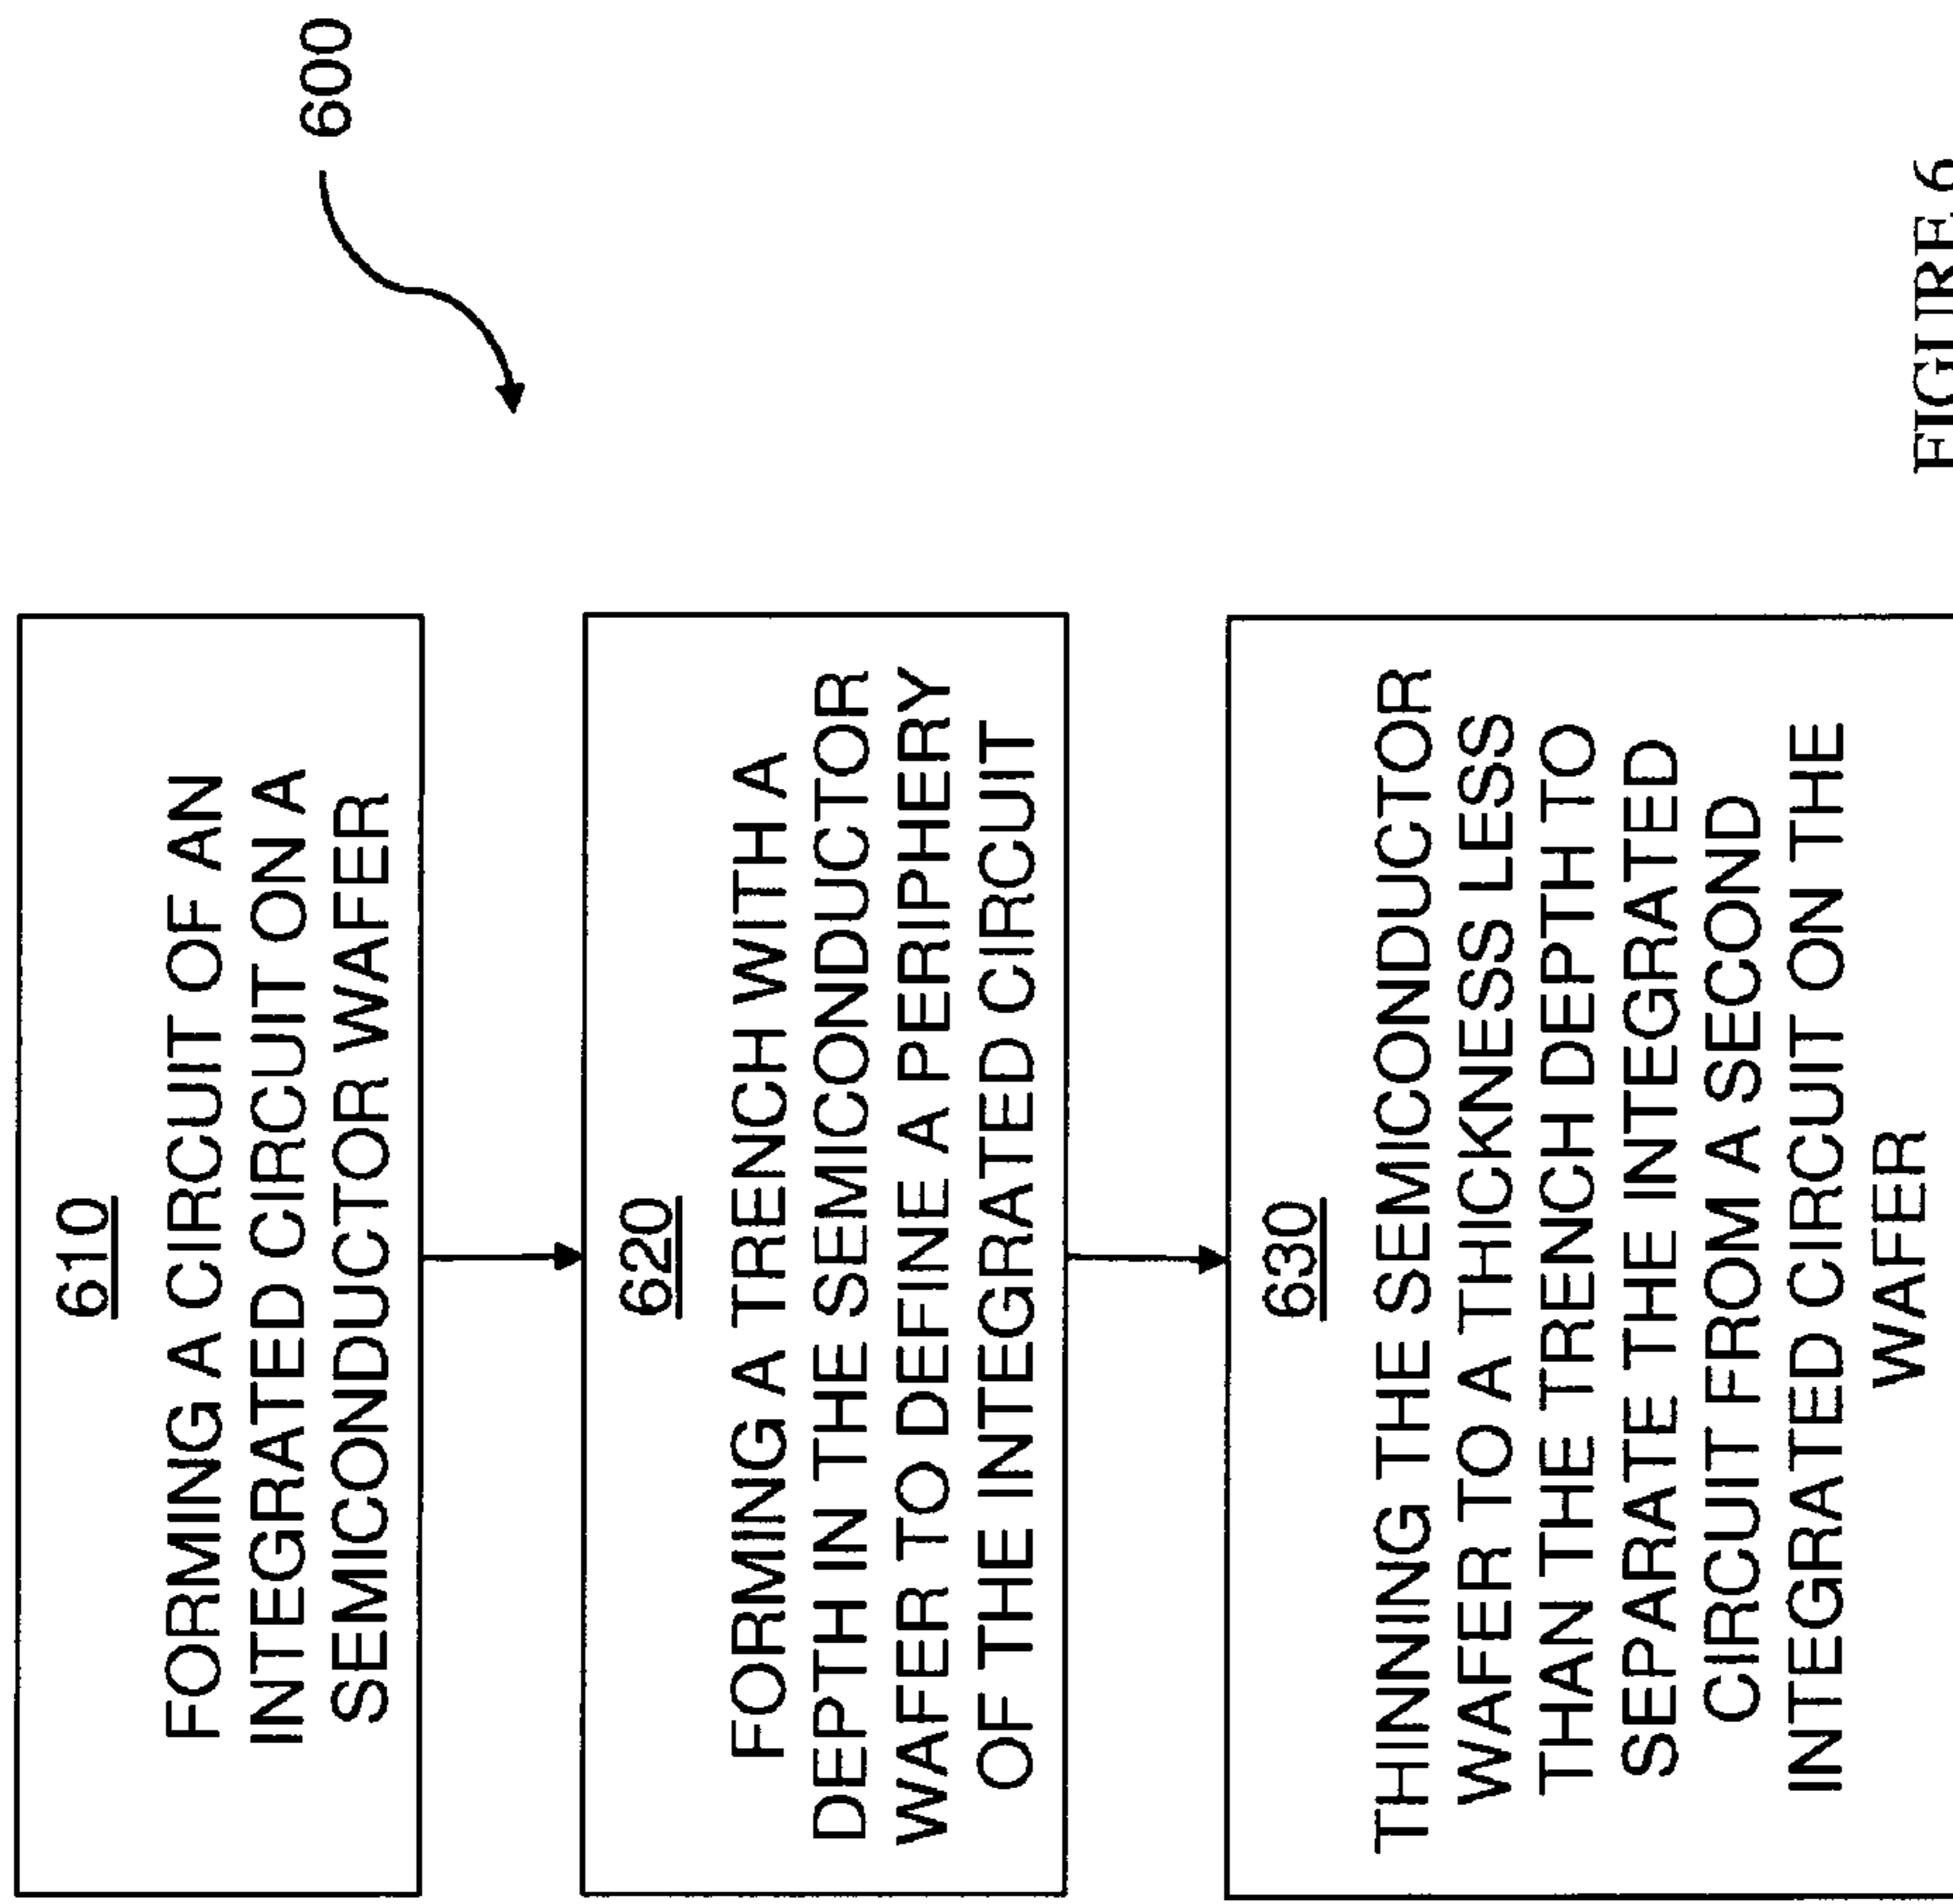 600
610
FORMING A CIRCUIT OF AN
INTEGRATED CIRCUIT ON A
SEMICONDUCTOR WAFER
620
FORMING A TRENCH WITH A
DEPTH IN THE SEMICONDUCTOR
WAFER TO DEFINE A PERIPHERY
OF THE INTEGRATED CIRCUIT
630
THINNING THE SEMICONDUCTOR
WAFER TO A THICKNESS LESS
THAN THE TRENCH DEPTH TO
SEPARATE THE INTEGRATED
CIRCUIT FROM A SECOND
INTEGRATED CIRCUIT ON THE
WAFER
FIGURE 6